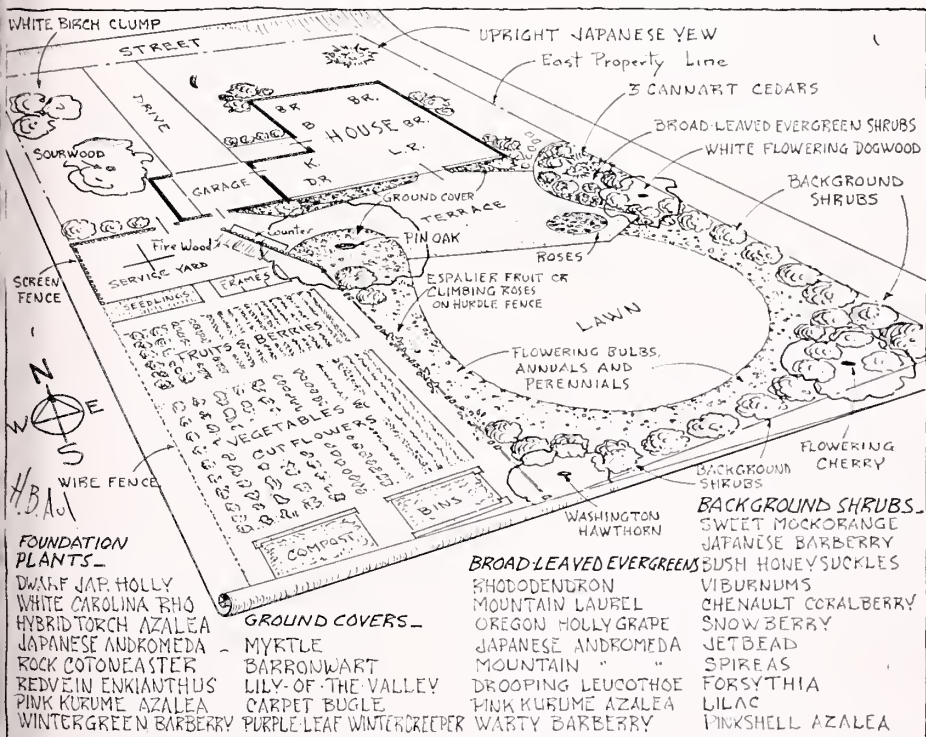 WHITE BIRCH CLUMP
STREET
UPRIGHT JAPANESE YEW
East Property Line
3 CANNART CEDARS
BROAD-LEAVED EVERGREEN SHRUBS
WHITE FLOWERING DOGWOOD
BACKGROUND
SHRUBS
DRIVE
SOURWOOD
BR.
BR.
B
HOUSE
BR.
K.
L.R.
D.R
GARAGE
GROUND COVER
TERRACE
Counter
Fire Wood
PIN OAK
ROSES
SCREEN
FENCE
SERVICE YARD
SEEDLINGS
FRAMES
ESPALIER FRUIT OR
CLIMBING ROSES
ON HURDLE FENCE
LAWN
FRUITS & BERRIES
FLOWERING BULBS,
ANNUALS AND
PERENNIALS
N
W E
S
VEGETABLES
CUT FLOWERS
WIRE FENCE
H.B.Aul
COMPOST
BINS
WASHINGTON
HAWTHORN
BACKGROUND
SHRUBS
FLOWERING
CHERRY
FOUNDATION
PLANTS_
DWARF JAP. HOLLY
WHITE CAROLINA RHO
HYBRID TORCH AZALEA
JAPANESE ANDROMEDA _
ROCK COTONEASTER
REDVEIN ENKIANTHUS
PINK KURUME AZALEA
WINTERGREEN BARBERRY
GROUND COVERS_
MYRTLE
BARRONWART
LILY-OF-THE-VALLEY
CARPET BUGLE
PURPLE-LEAF WINTERCREEPER
BROAD-LEAVED EVERGREENS
RHODODENDRON
MOUNTAIN LAUREL
OREGON HOLLY GRAPE
JAPANESE ANDROMEDA
MOUNTAIN " "
DROOPING LEUCOTHOE
PINK KURUME AZALEA
WARTY BARBERRY
BACKGROUND SHRUBS_
SWEET MOCKORANGE
JAPANESE BARBERRY
BUSH HONEYSUCKLES
VIBURNUMS
CHENAULT CORALBERRY
SNOWBERRY
JETBEAD
SPIREAS
FORSYTHIA
LILAC
PINKSHELL AZALEA